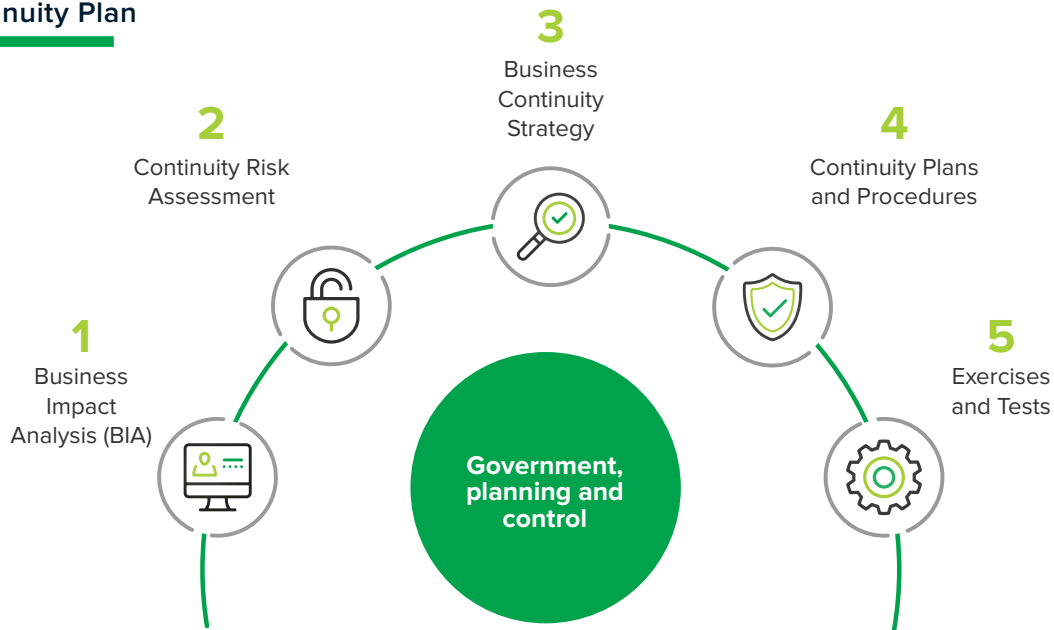 nuity Plan
1
Business
Impact
Analysis (BIA)
2
Continuity Risk
Assessment
3
Business
Continuity
Strategy
4
Continuity Plans
and Procedures
5
Exercises
and Tests
Government,
planning and
control